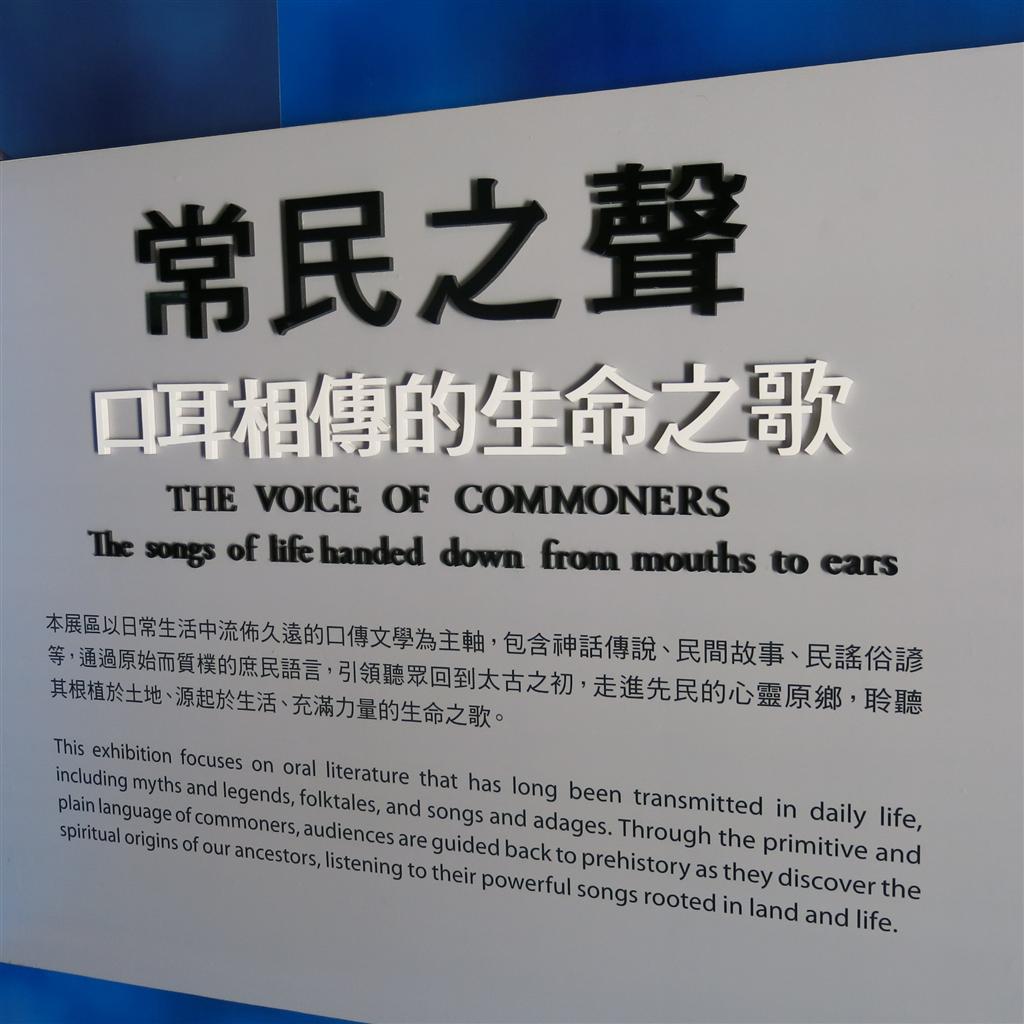 常民之聲
口耳相傳的生命之歌
THE VOICE OF COMMONERS
The songs of life handed down from mouths to ears
本展區以日常生活中流佈久遠的口傳文學為主軸，包含神話傳說、民間故事、民謠俗諺
等，通過原始而質樸的庶民語言，引領聽眾回到太古之初，走進先民的心靈原鄉，聆聽
其根植於土地、源起於生活、充滿力量的生命之歌。
This exhibition focuses on oral literature that has long been transmitted in daily life,
including myths and legends, folktales, and songs and adages. Through the primitive and
plain language of commoners, audiences are guided back to prehistory as they discover the
spiritual origins of our ancestors, listening to their powerful songs rooted in land and life.